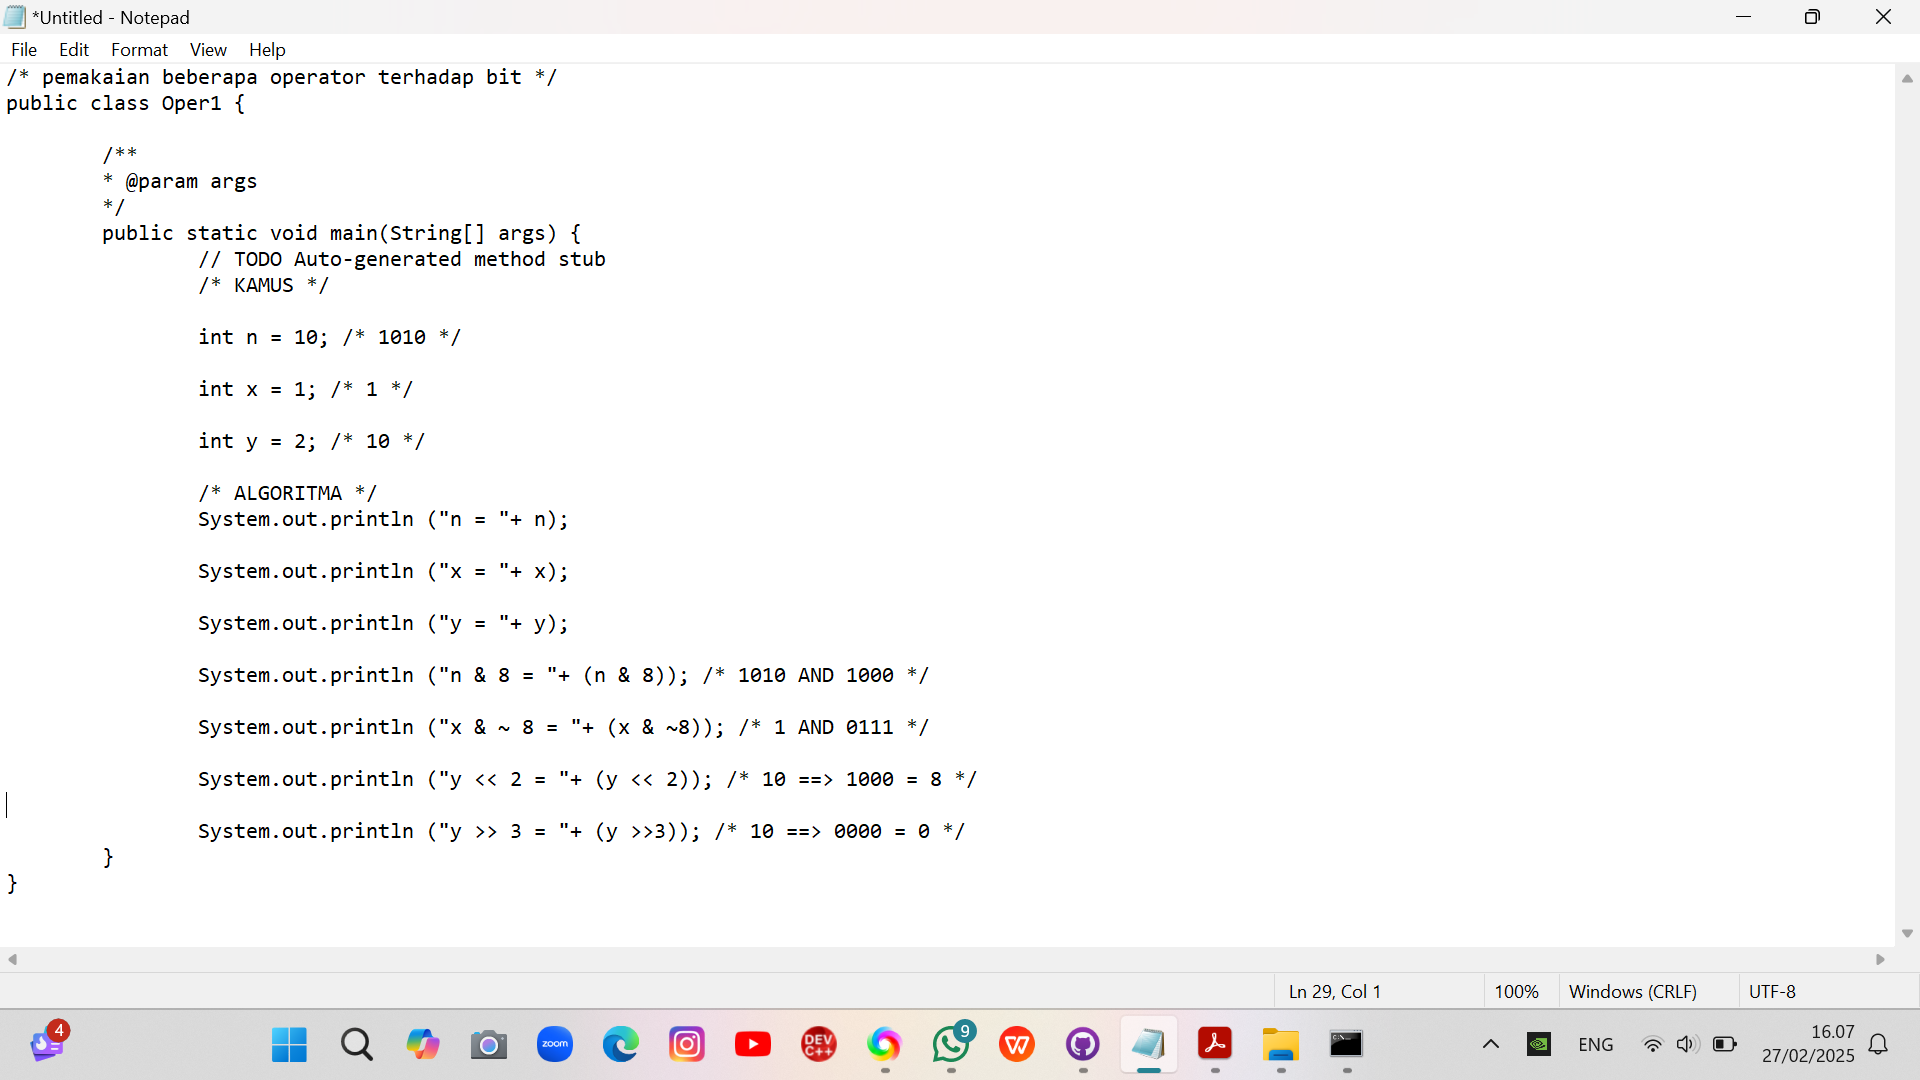 *Untitled - Notepad
File Edit Format View Help
/* pemakaian beberapa operator terhadap bit */
public class Oper1 {
/**
* @param args
*/
public static void main(String[] args) {
// TODO Auto-generated method stub
/* KAMUS */
int n = 10; /* 1010 */
int x = 1; /* 1 */
int y = 2; /* 10 */
/* ALGORITMA */
System.out.println ("n = "+ n);
System.out.println ("x = "+ x);
System.out.println ("y = "+ y);
System.out.println ("n & 8 = "+ (n & 8)); /* 1010 AND 1000 */
System.out.println ("x & ~ 8 = "+ (x & ~8)); /* 1 AND 0111 */
System.out.println ("y << 2 = "+ (y << 2)); /* 10 ==> 1000 = 8 */
System.out.println ("y >> 3 = "+ (y >>3)); /* 10 ==> 0000 = 0 */
}
}
Ln 29, Col 1 100% Windows (CRLF) UTF-8
4 zoom DEV C++ 9 W C:\ ENG 16.07
27/02/2025